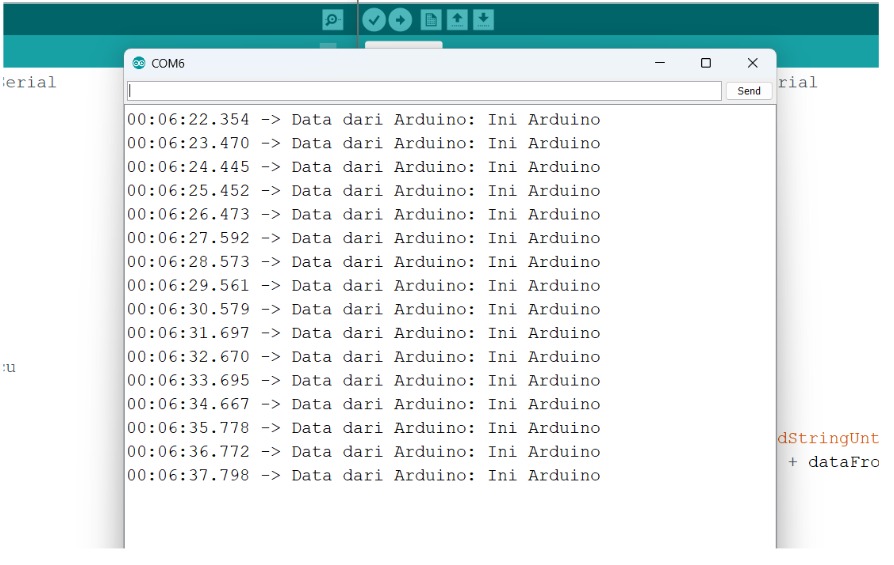 COM6
Send
erial
rial
00:06:22.354 -> Data dari Arduino: Ini Arduino
00:06:23.470 -> Data dari Arduino: Ini Arduino
00:06:24.445 -> Data dari Arduino: Ini Arduino
00:06:25.452 -> Data dari Arduino: Ini Arduino
00:06:26.473 -> Data dari Arduino: Ini Arduino
00:06:27.592 -> Data dari Arduino: Ini Arduino
00:06:28.573 -> Data dari Arduino: Ini Arduino
00:06:29.561 -> Data dari Arduino: Ini Arduino
00:06:30.579 -> Data dari Arduino: Ini Arduino
00:06:31.697 -> Data dari Arduino: Ini Arduino
00:06:32.670 -> Data dari Arduino: Ini Arduino
00:06:33.695 -> Data dari Arduino: Ini Arduino
00:06:34.667 -> Data dari Arduino: Ini Arduino
00:06:35.778 -> Data dari Arduino: Ini Arduino
00:06:36.772 -> Data dari Arduino: Ini Arduino
00:06:37.798 -> Data dari Arduino: Ini Arduino
cu
dStringUnt
+ dataFro